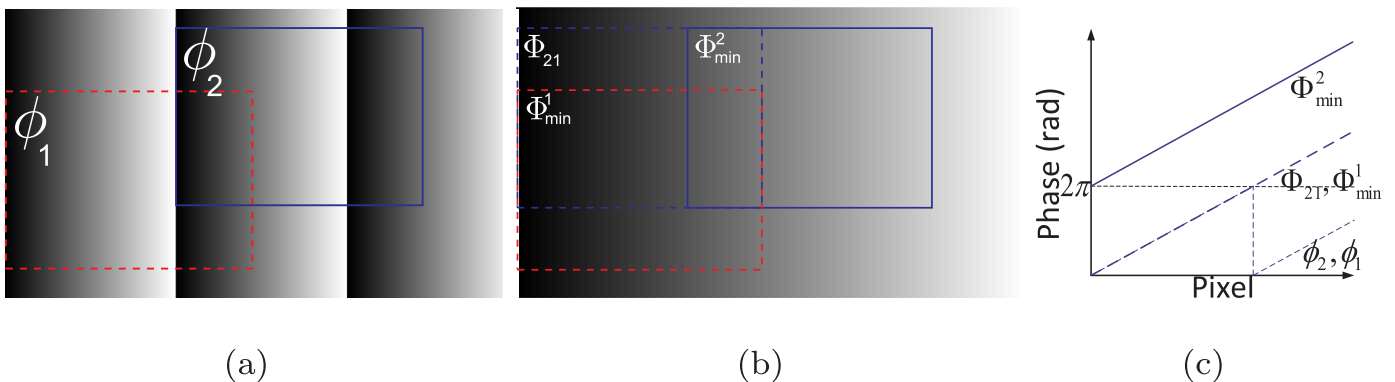 ϕ1
ϕ2
Φ21
Φ1min
Φ2min
Phase (rad)
2π
Φ2min
Φ21, Φ1min
ϕ2, ϕ1
Pixel
(a)
(b)
(c)